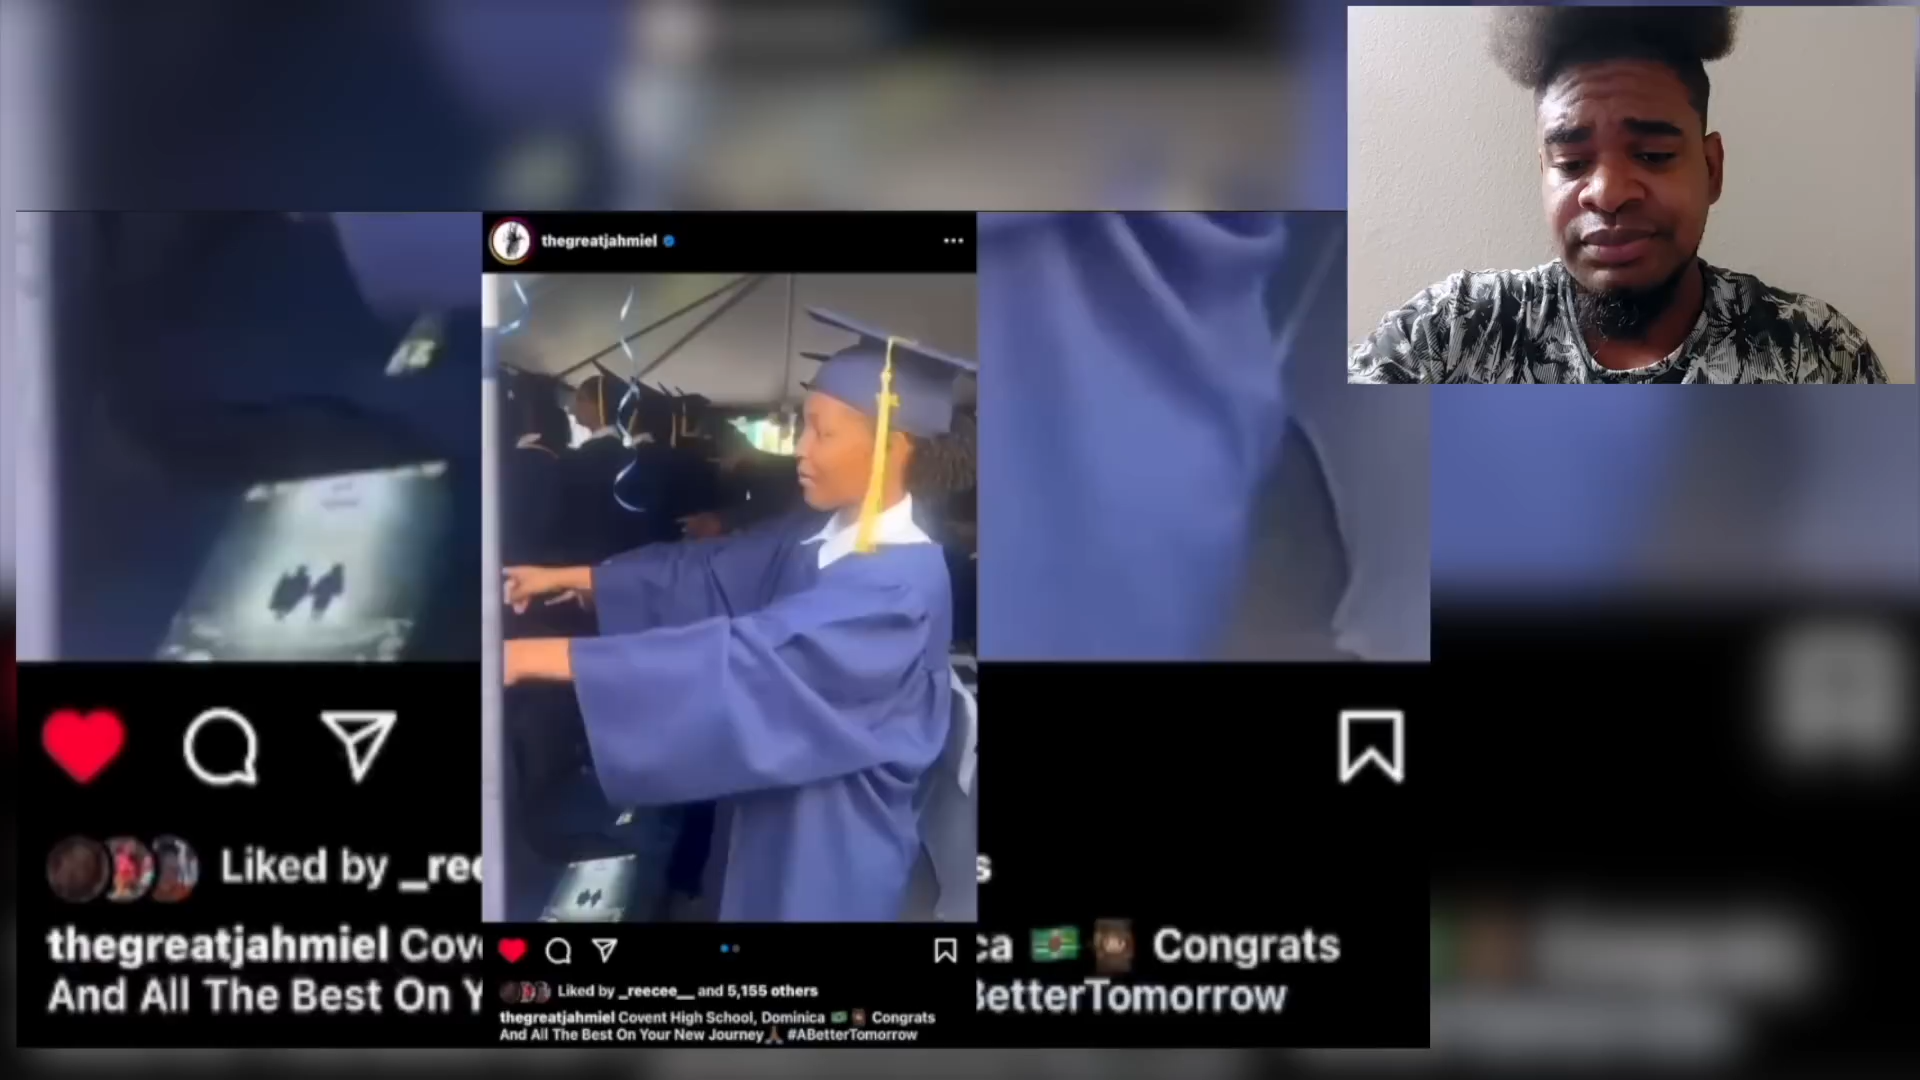 thegreatjahmiel
Liked by _reecee__ and 5,155 others
thegreatjahmiel Covent High School, Dominica 🇩🇲 Congrats
And All The Best On Your New Journey🙏🏾 #ABetterTomorrow
Liked by _ree
s
thegreatjahmiel Cov
ca 🇩🇲 Congrats
And All The Best On Y
BetterTomorrow